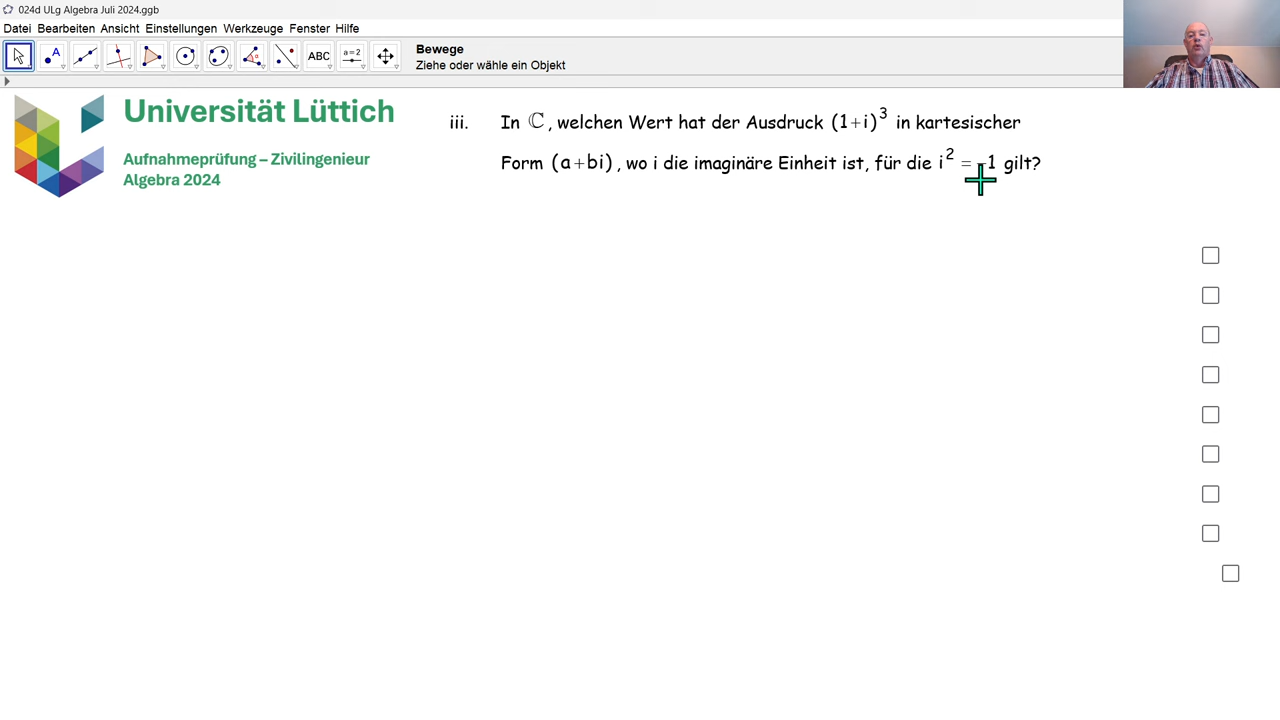 024d ULg Algebra Juli 2024.ggb
Datei Bearbeiten Ansicht Einstellungen Werkzeuge Fenster Hilfe
A
ABC
a=2
Bewege
Ziehe oder wähle ein Objekt
Universität Lüttich
Aufnahmeprüfung – Zivilingenieur
Algebra 2024
iii. In ℂ, welchen Wert hat der Ausdruck (1+i)³ in kartesischer
Form (a+bi), wo i die imaginäre Einheit ist, für die i² = -1 gilt?